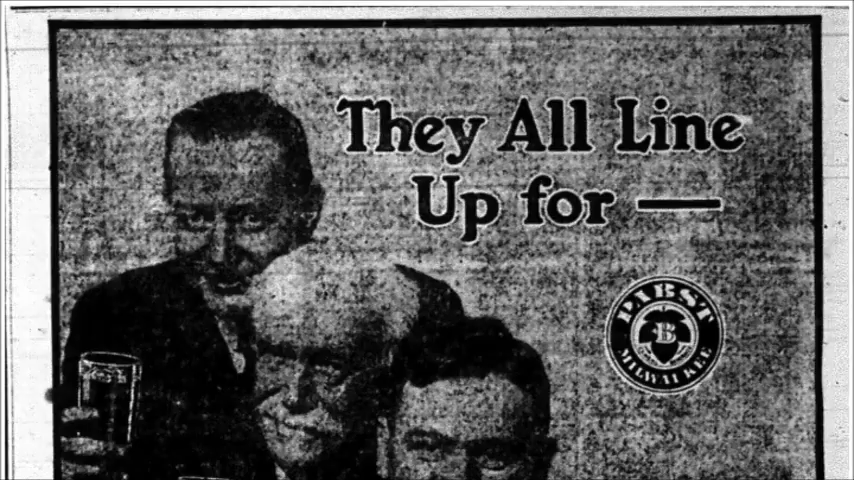 They All Line
Up for —
PABST
B
MILWAUKEE